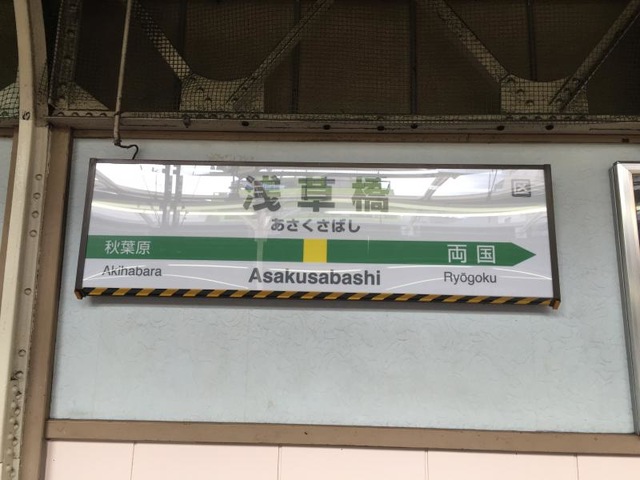 浅草橋
区
あさくさばし
秋葉原
両国
Akihabara
Asakusabashi
Ryōgoku